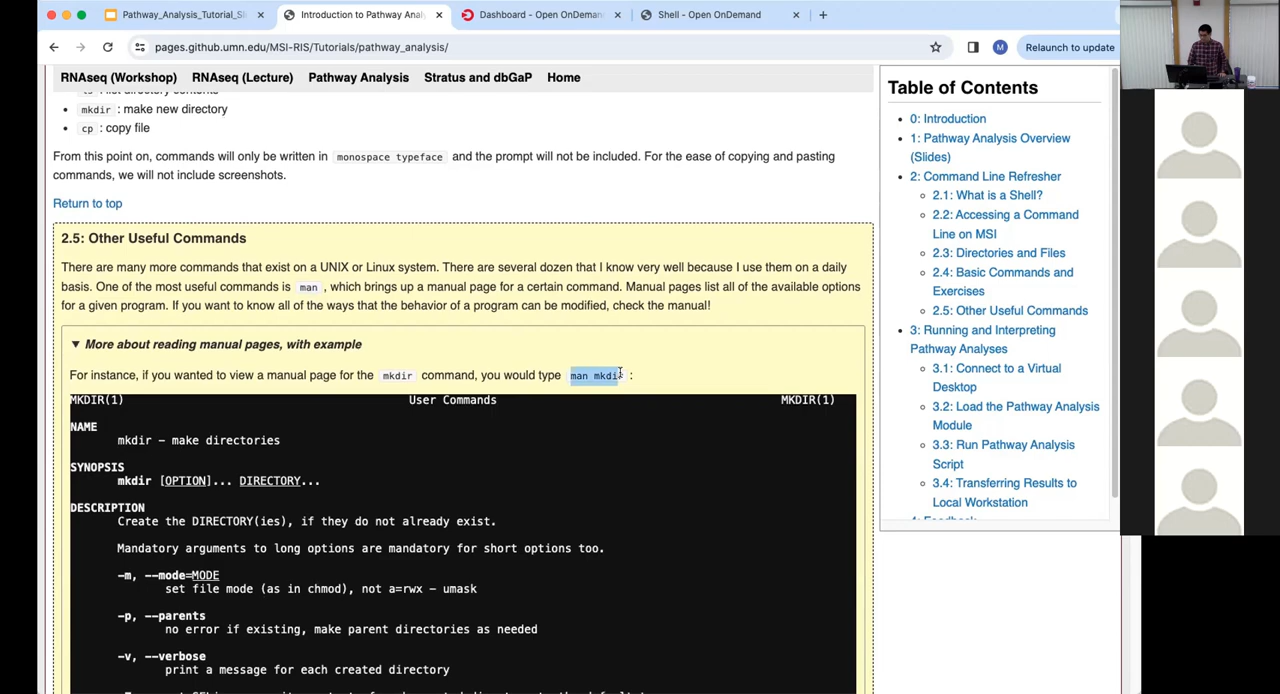 Pathway_Analysis_Tutorial_Sl
Introduction to Pathway Anal
Dashboard - Open OnDemand
Shell - Open OnDemand
pages.github.umn.edu/MSI-RIS/Tutorials/pathway_analysis/
M
Relaunch to update
RNAseq (Workshop) RNAseq (Lecture) Pathway Analysis Stratus and dbGaP Home
mkdir : make new directory
cp : copy file
From this point on, commands will only be written in monospace typeface and the prompt will not be included. For the ease of copying and pasting
commands, we will not include screenshots.
Return to top
2.5: Other Useful Commands
There are many more commands that exist on a UNIX or Linux system. There are several dozen that I know very well because I use them on a daily
basis. One of the most useful commands is man , which brings up a manual page for a certain command. Manual pages list all of the available options
for a given program. If you want to know all of the ways that the behavior of a program can be modified, check the manual!
More about reading manual pages, with example
For instance, if you wanted to view a manual page for the mkdir command, you would type man mkdir :
MKDIR(1) User Commands MKDIR(1)
NAME
mkdir - make directories
SYNOPSIS
mkdir [OPTION]... DIRECTORY...
DESCRIPTION
Create the DIRECTORY(ies), if they do not already exist.
Mandatory arguments to long options are mandatory for short options too.
-m, --mode=MODE
set file mode (as in chmod), not a=rwx - umask
-p, --parents
no error if existing, make parent directories as needed
-v, --verbose
print a message for each created directory
Table of Contents
0: Introduction
1: Pathway Analysis Overview
(Slides)
2: Command Line Refresher
2.1: What is a Shell?
2.2: Accessing a Command
Line on MSI
2.3: Directories and Files
2.4: Basic Commands and
Exercises
2.5: Other Useful Commands
3: Running and Interpreting
Pathway Analyses
3.1: Connect to a Virtual
Desktop
3.2: Load the Pathway Analysis
Module
3.3: Run Pathway Analysis
Script
3.4: Transferring Results to
Local Workstation